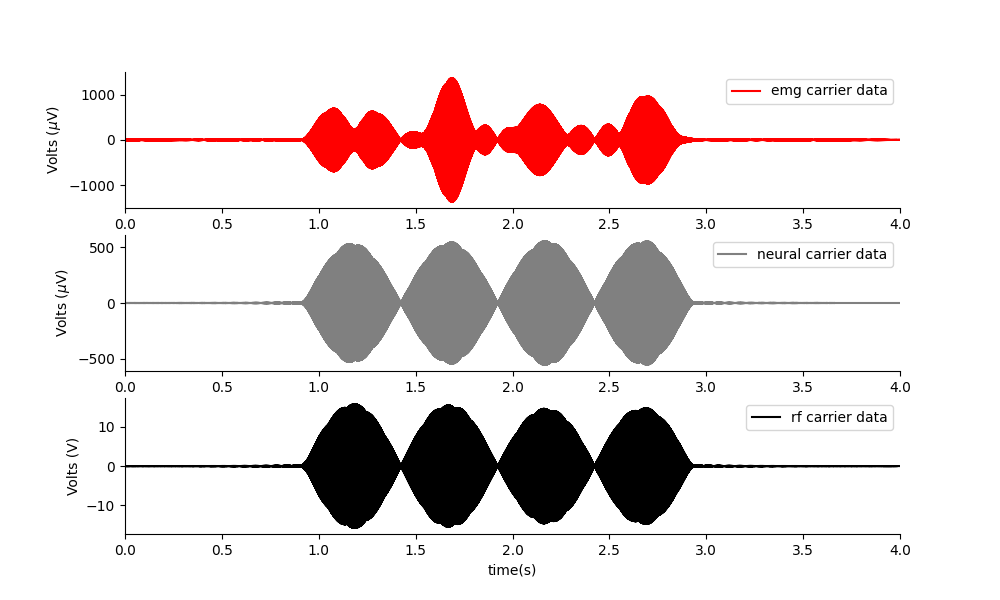 emg carrier data
Volts (μV)
1000
0
−1000
0.0 0.5 1.0 1.5 2.0 2.5 3.0 3.5 4.0
neural carrier data
Volts (μV)
500
0
−500
0.0 0.5 1.0 1.5 2.0 2.5 3.0 3.5 4.0
rf carrier data
Volts (V)
10
0
−10
0.0 0.5 1.0 1.5 2.0 2.5 3.0 3.5 4.0
time(s)